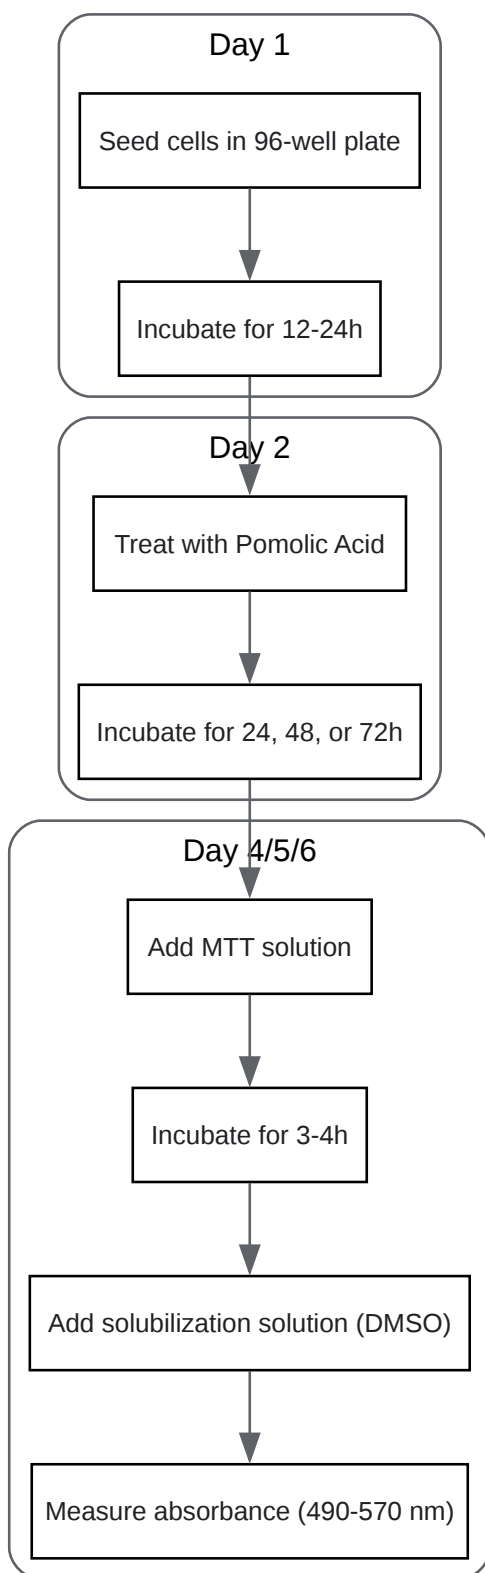 Day 1
Seed cells in 96-well plate
Incubate for 12-24h
Day 2
Treat with Pomolic Acid
Incubate for 24, 48, or 72h
Day 4/5/6
Add MTT solution
Incubate for 3-4h
Add solubilization solution (DMSO)
Measure absorbance (490-570 nm)